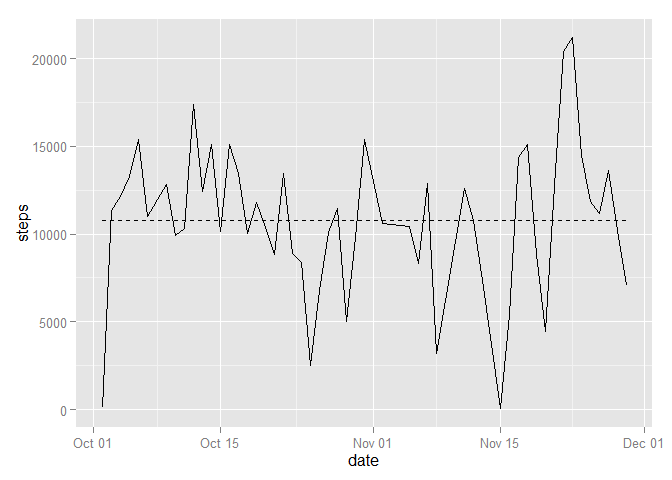 20000
15000
10000
5000
0
steps
Oct 01
Oct 15
Nov 01
Nov 15
Dec 01
date